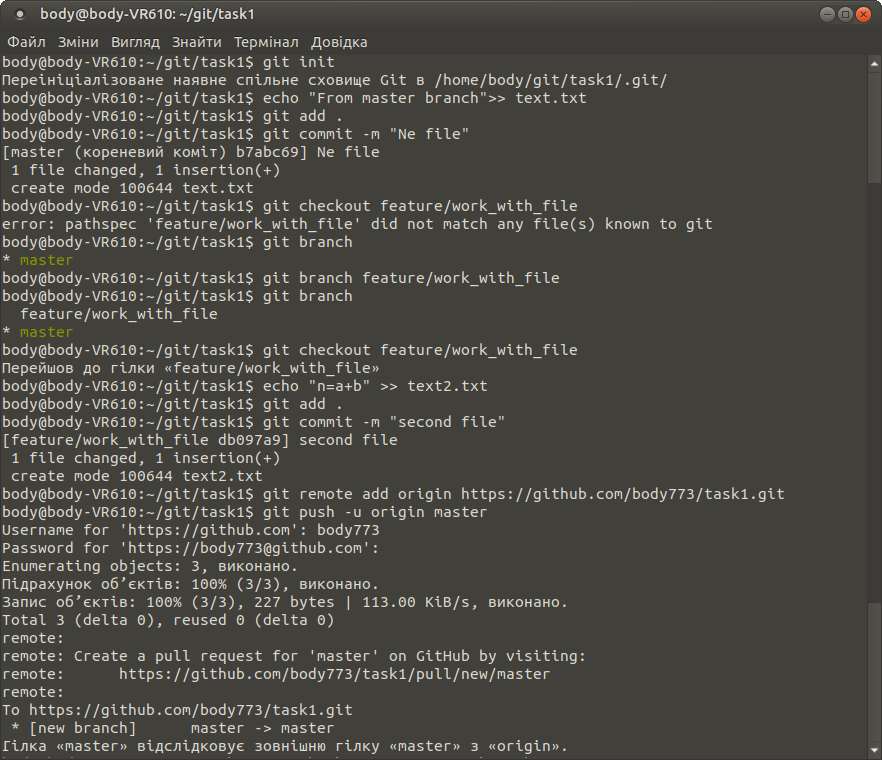 body@body-VR610: ~/git/task1
Файл Зміни Вигляд Знайти Термінал Довідка
body@body-VR610:~/git/task1$ git init
Переініціалізоване наявне спільне сховище Git в /home/body/git/task1/.git/
body@body-VR610:~/git/task1$ echo "From master branch">> text.txt
body@body-VR610:~/git/task1$ git add .
body@body-VR610:~/git/task1$ git commit -m "Ne file"
[master (кореневий коміт) b7abc69] Ne file
 1 file changed, 1 insertion(+)
 create mode 100644 text.txt
body@body-VR610:~/git/task1$ git checkout feature/work_with_file
error: pathspec 'feature/work_with_file' did not match any file(s) known to git
body@body-VR610:~/git/task1$ git branch
* master
body@body-VR610:~/git/task1$ git branch feature/work_with_file
body@body-VR610:~/git/task1$ git branch
  feature/work_with_file
* master
body@body-VR610:~/git/task1$ git checkout feature/work_with_file
Перейшов до гілки «feature/work_with_file»
body@body-VR610:~/git/task1$ echo "n=a+b" >> text2.txt
body@body-VR610:~/git/task1$ git add .
body@body-VR610:~/git/task1$ git commit -m "second file"
[feature/work_with_file db097a9] second file
 1 file changed, 1 insertion(+)
 create mode 100644 text2.txt
body@body-VR610:~/git/task1$ git remote add origin https://github.com/body773/task1.git
body@body-VR610:~/git/task1$ git push -u origin master
Username for 'https://github.com': body773
Password for 'https://body773@github.com':
Enumerating objects: 3, виконано.
Підрахунок об’єктів: 100% (3/3), виконано.
Запис об’єктів: 100% (3/3), 227 bytes | 113.00 KiB/s, виконано.
Total 3 (delta 0), reused 0 (delta 0)
remote:
remote: Create a pull request for 'master' on GitHub by visiting:
remote:      https://github.com/body773/task1/pull/new/master
remote:
To https://github.com/body773/task1.git
 * [new branch]      master -> master
Гілка «master» відслідковує зовнішню гілку «master» з «origin».